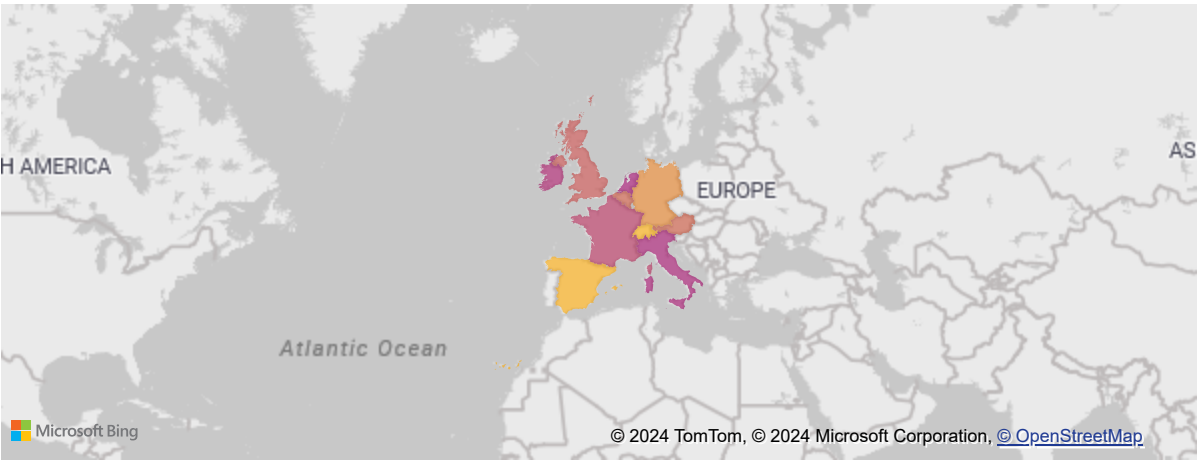 H AMERICA
AS
EUROPE
Atlantic Ocean
Microsoft Bing
© 2024 TomTom, © 2024 Microsoft Corporation, © OpenStreetMap